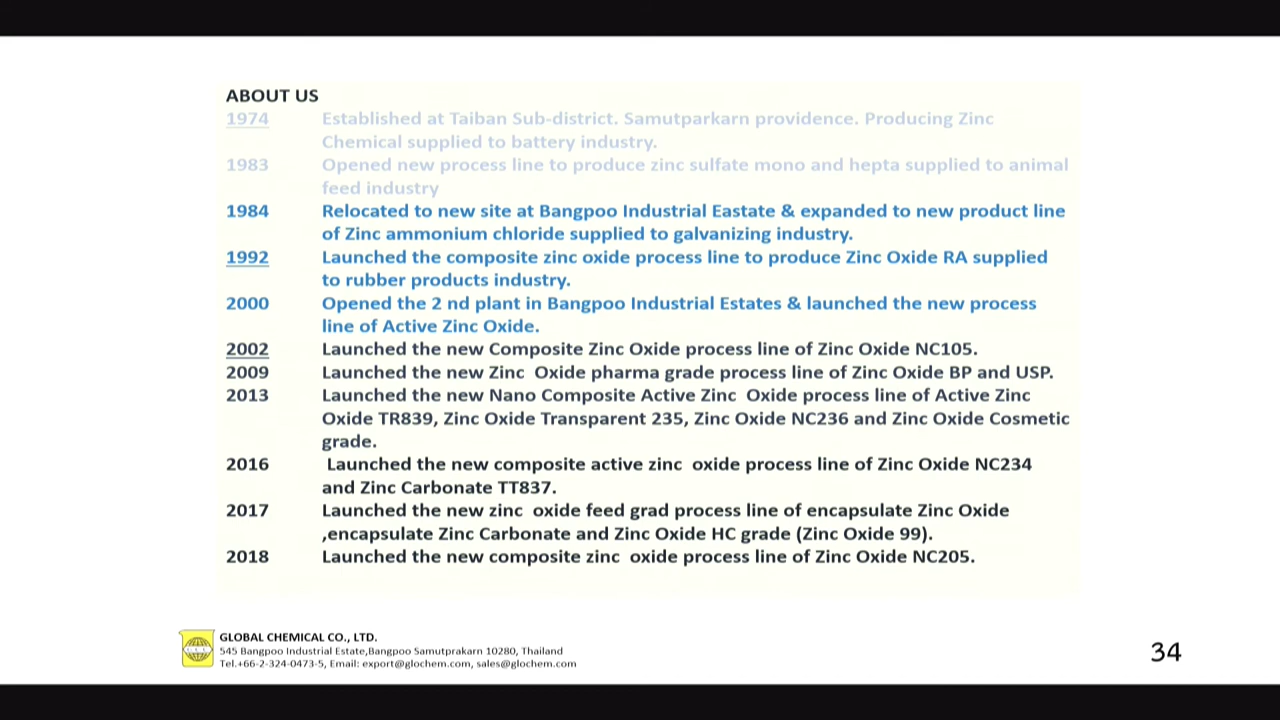 ABOUT US
1974 Established at Taiban Sub-district. Samutparkarn providence. Producing Zinc
Chemical supplied to battery industry.
1983 Opened new process line to produce zinc sulfate mono and hepta supplied to animal
feed industry
1984 Relocated to new site at Bangpoo Industrial Eastate & expanded to new product line
of Zinc ammonium chloride supplied to galvanizing industry.
1992 Launched the composite zinc oxide process line to produce Zinc Oxide RA supplied
to rubber products industry.
2000 Opened the 2 nd plant in Bangpoo Industrial Estates & launched the new process
line of Active Zinc Oxide.
2002 Launched the new Composite Zinc Oxide process line of Zinc Oxide NC105.
2009 Launched the new Zinc Oxide pharma grade process line of Zinc Oxide BP and USP.
2013 Launched the new Nano Composite Active Zinc Oxide process line of Active Zinc
Oxide TR839, Zinc Oxide Transparent 235, Zinc Oxide NC236 and Zinc Oxide Cosmetic
grade.
2016 Launched the new composite active zinc oxide process line of Zinc Oxide NC234
and Zinc Carbonate TT837.
2017 Launched the new zinc oxide feed grad process line of encapsulate Zinc Oxide
,encapsulate Zinc Carbonate and Zinc Oxide HC grade (Zinc Oxide 99).
2018 Launched the new composite zinc oxide process line of Zinc Oxide NC205.
GLOBAL CHEMICAL CO., LTD.
545 Bangpoo Industrial Estate,Bangpoo Samutprakarn 10280, Thailand
Tel.+66-2-324-0473-5, Email: export@glochem.com, sales@glochem.com
34